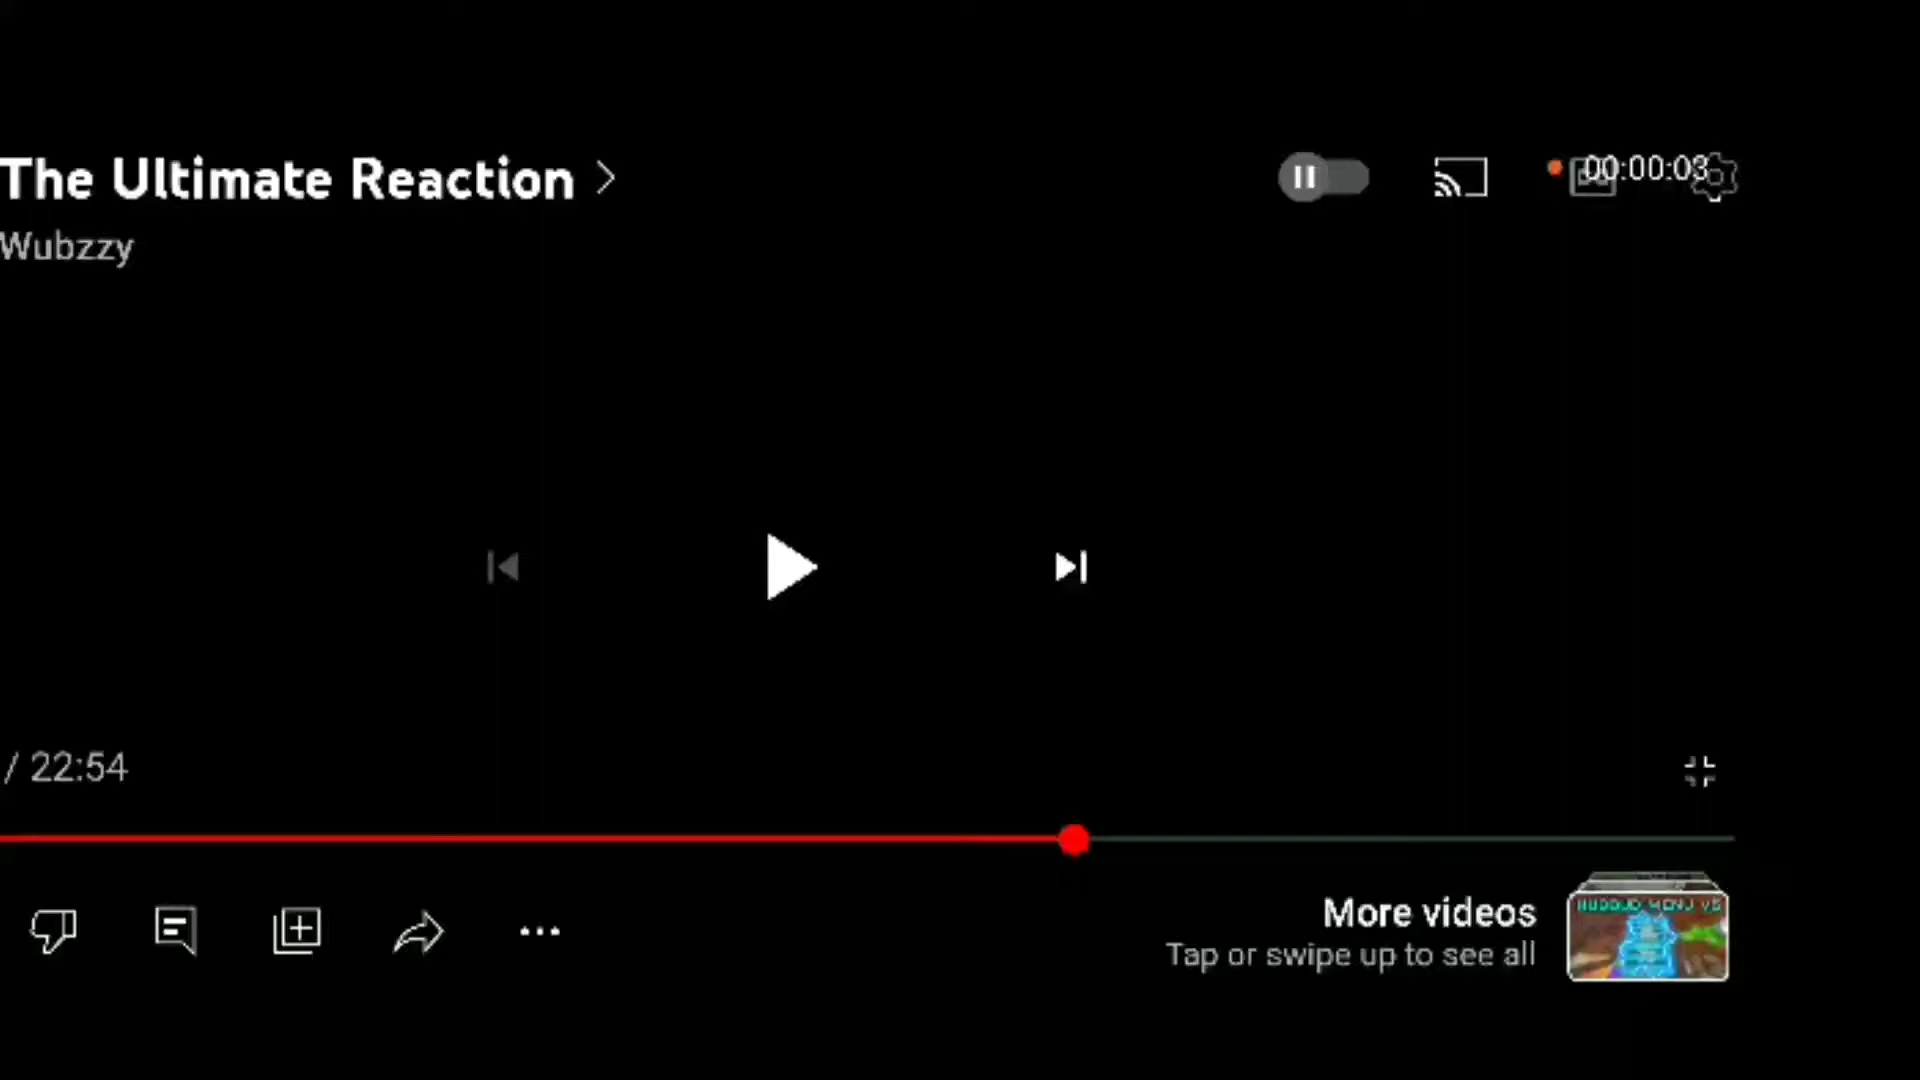 The Ultimate Reaction
00:00:03
Wubzzy
/ 22:54
More videos
Tap or swipe up to see all